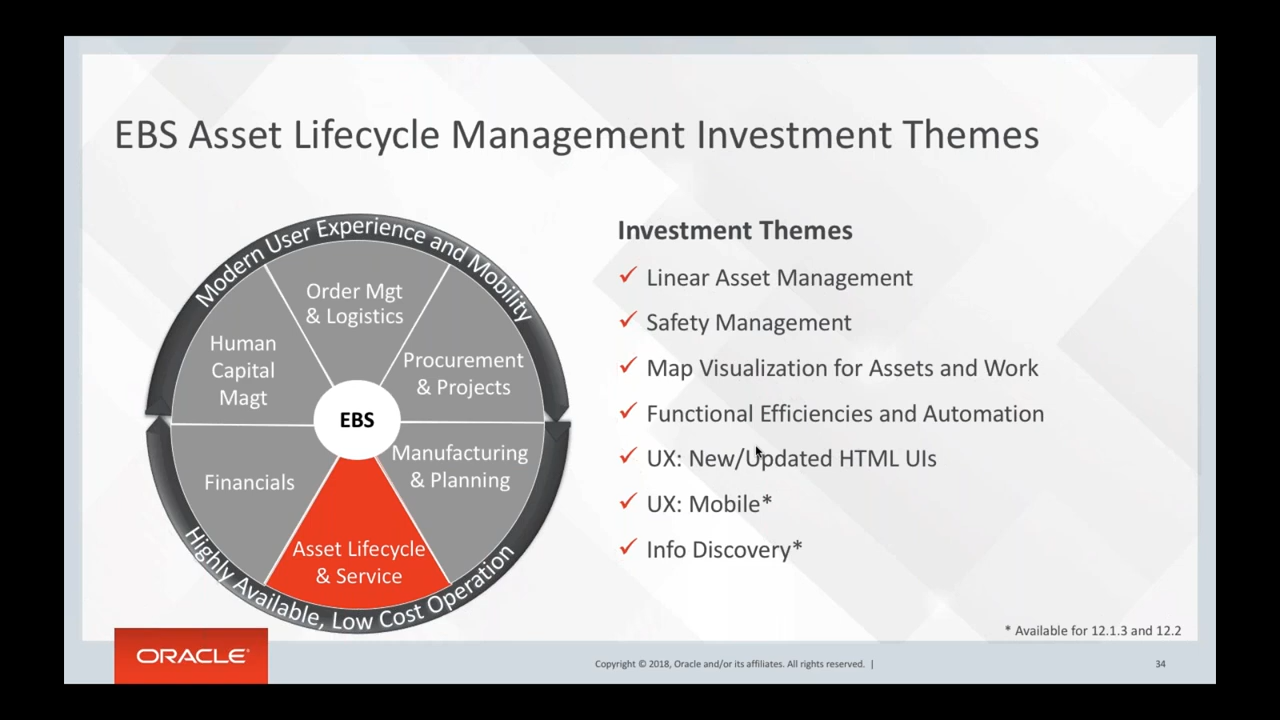 EBS Asset Lifecycle Management Investment Themes
Modern User Experience and Mobility
Order Mgt
& Logistics
Human
Capital
Magt
Procurement
& Projects
EBS
Financials
Manufacturing
& Planning
Asset Lifecycle
& Service
Highly Available, Low Cost Operation
Investment Themes
Linear Asset Management
Safety Management
Map Visualization for Assets and Work
Functional Efficiencies and Automation
UX: New/Updated HTML UIs
UX: Mobile*
Info Discovery*
* Available for 12.1.3 and 12.2
ORACLE®
Copyright © 2018, Oracle and/or its affiliates. All rights reserved. |
34